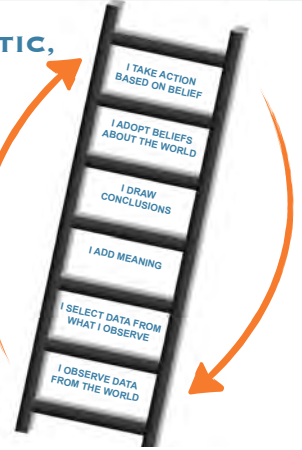 TIC,
I TAKE ACTION
BASED ON BELIEF
I ADOPT BELIEFS
ABOUT THE WORLD
I DRAW
CONCLUSIONS
I ADD MEANING
I SELECT DATA FROM
WHAT I OBSERVE
I OBSERVE DATA
FROM THE WORLD